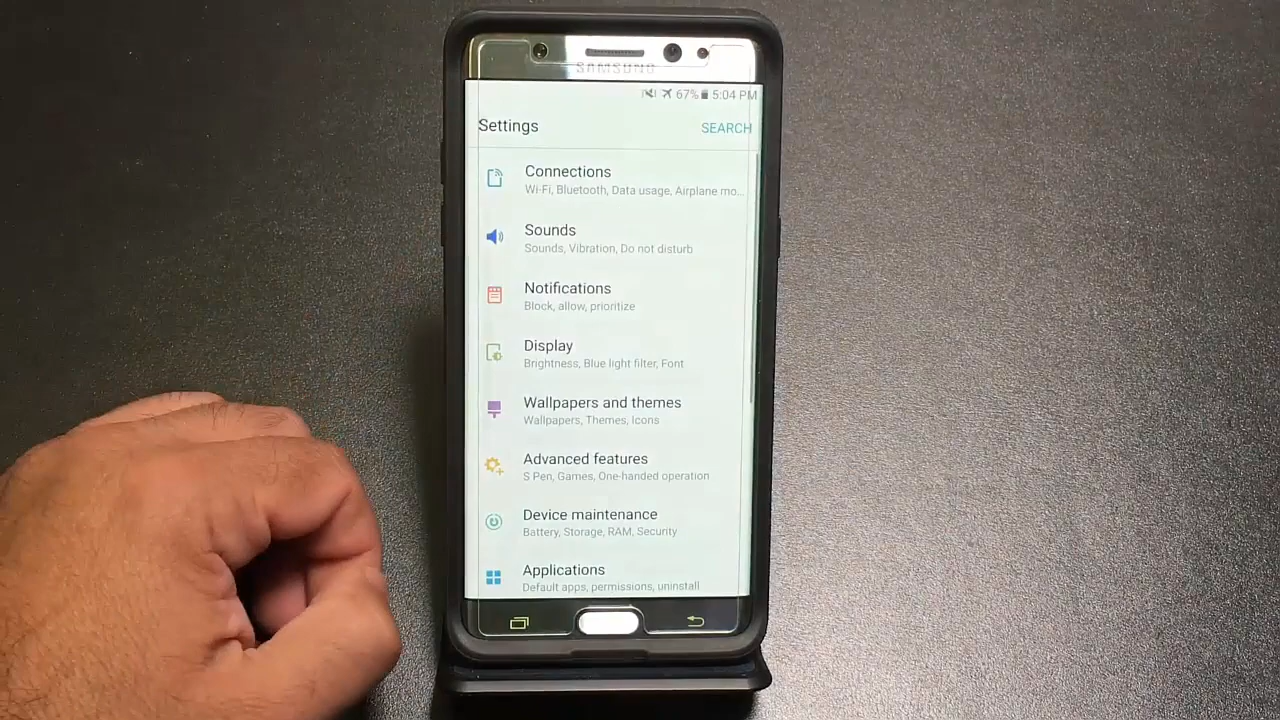 SAMSUNG
67% 5:04 PM
Settings
SEARCH
Connections
Wi-Fi, Bluetooth, Data usage, Airplane mo...
Sounds
Sounds, Vibration, Do not disturb
Notifications
Block, allow, prioritize
Display
Brightness, Blue light filter, Font
Wallpapers and themes
Wallpapers, Themes, Icons
Advanced features
S Pen, Games, One-handed operation
Device maintenance
Battery, Storage, RAM, Security
Applications
Default apps, permissions, uninstall